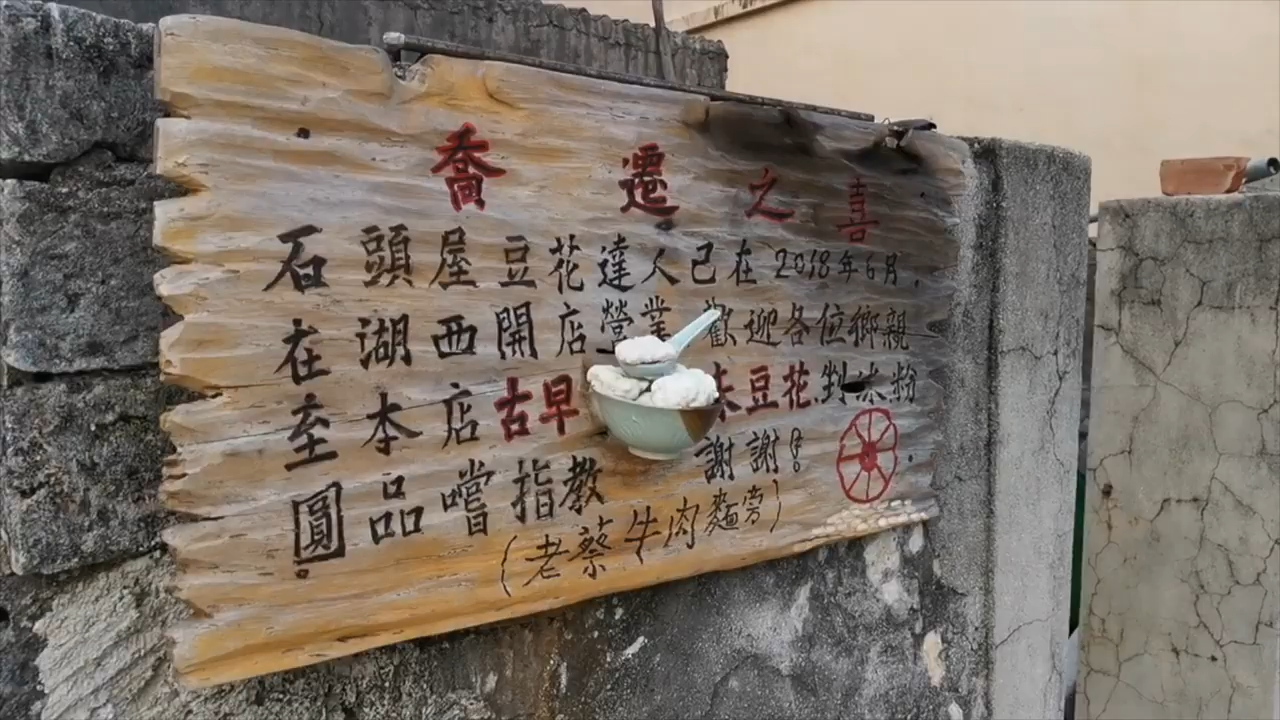 喬遷之喜
石頭屋豆花達人已在2018年6月.
在湖西開店營業 歡迎各位鄉親
至本店古早味豆花 粉
圓.品嚐指教 謝謝!
(老蔡牛肉麵旁)